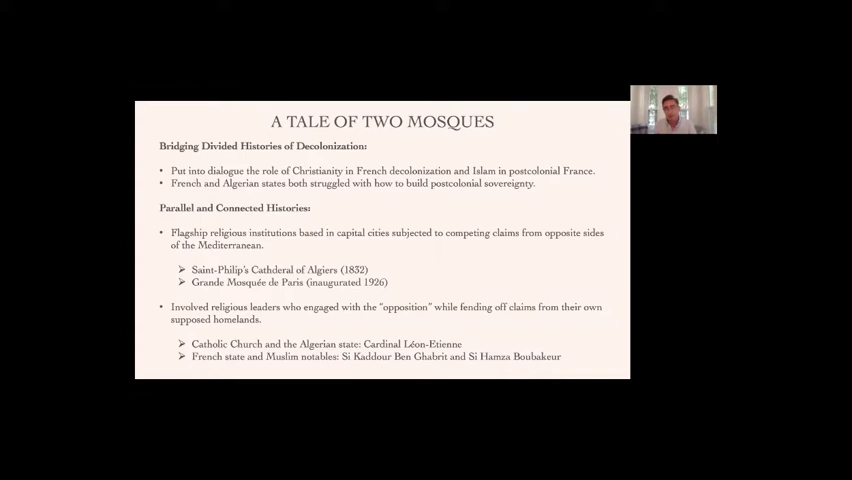 A TALE OF TWO MOSQUES
Bridging Divided Histories of Decolonization:
• Put into dialogue the role of Christianity in French decolonization and Islam in postcolonial France.
• French and Algerian states both struggled with how to build postcolonial sovereignty.
Parallel and Connected Histories:
• Flagship religious institutions based in capital cities subjected to competing claims from opposite sides
of the Mediterranean.
➢ Saint-Philip's Cathderal of Algiers (1832)
➢ Grande Mosquée de Paris (inaugurated 1926)
• Involved religious leaders who engaged with the "opposition" while fending off claims from their own
supposed homelands.
➢ Catholic Church and the Algerian state: Cardinal Léon-Etienne
➢ French state and Muslim notables: Si Kaddour Ben Ghabrit and Si Hamza Boubakeur